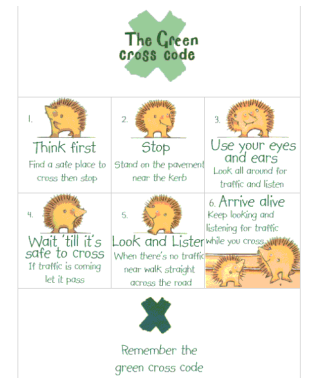 The Green
cross code
1.
Think first
Find a safe place to
cross then stop
2.
Stop
Stand on the pavement
near the kerb
3.
Use your eyes
and ears
Look all around for
traffic and listen
4.
Wait 'till it's
safe to cross
If traffic is coming
let it pass
5.
Look and Listen
When there's no traffic
near walk straight
across the road
6. Arrive alive
Keep looking and
listening for traffic
while you cross
Remember the
green cross code